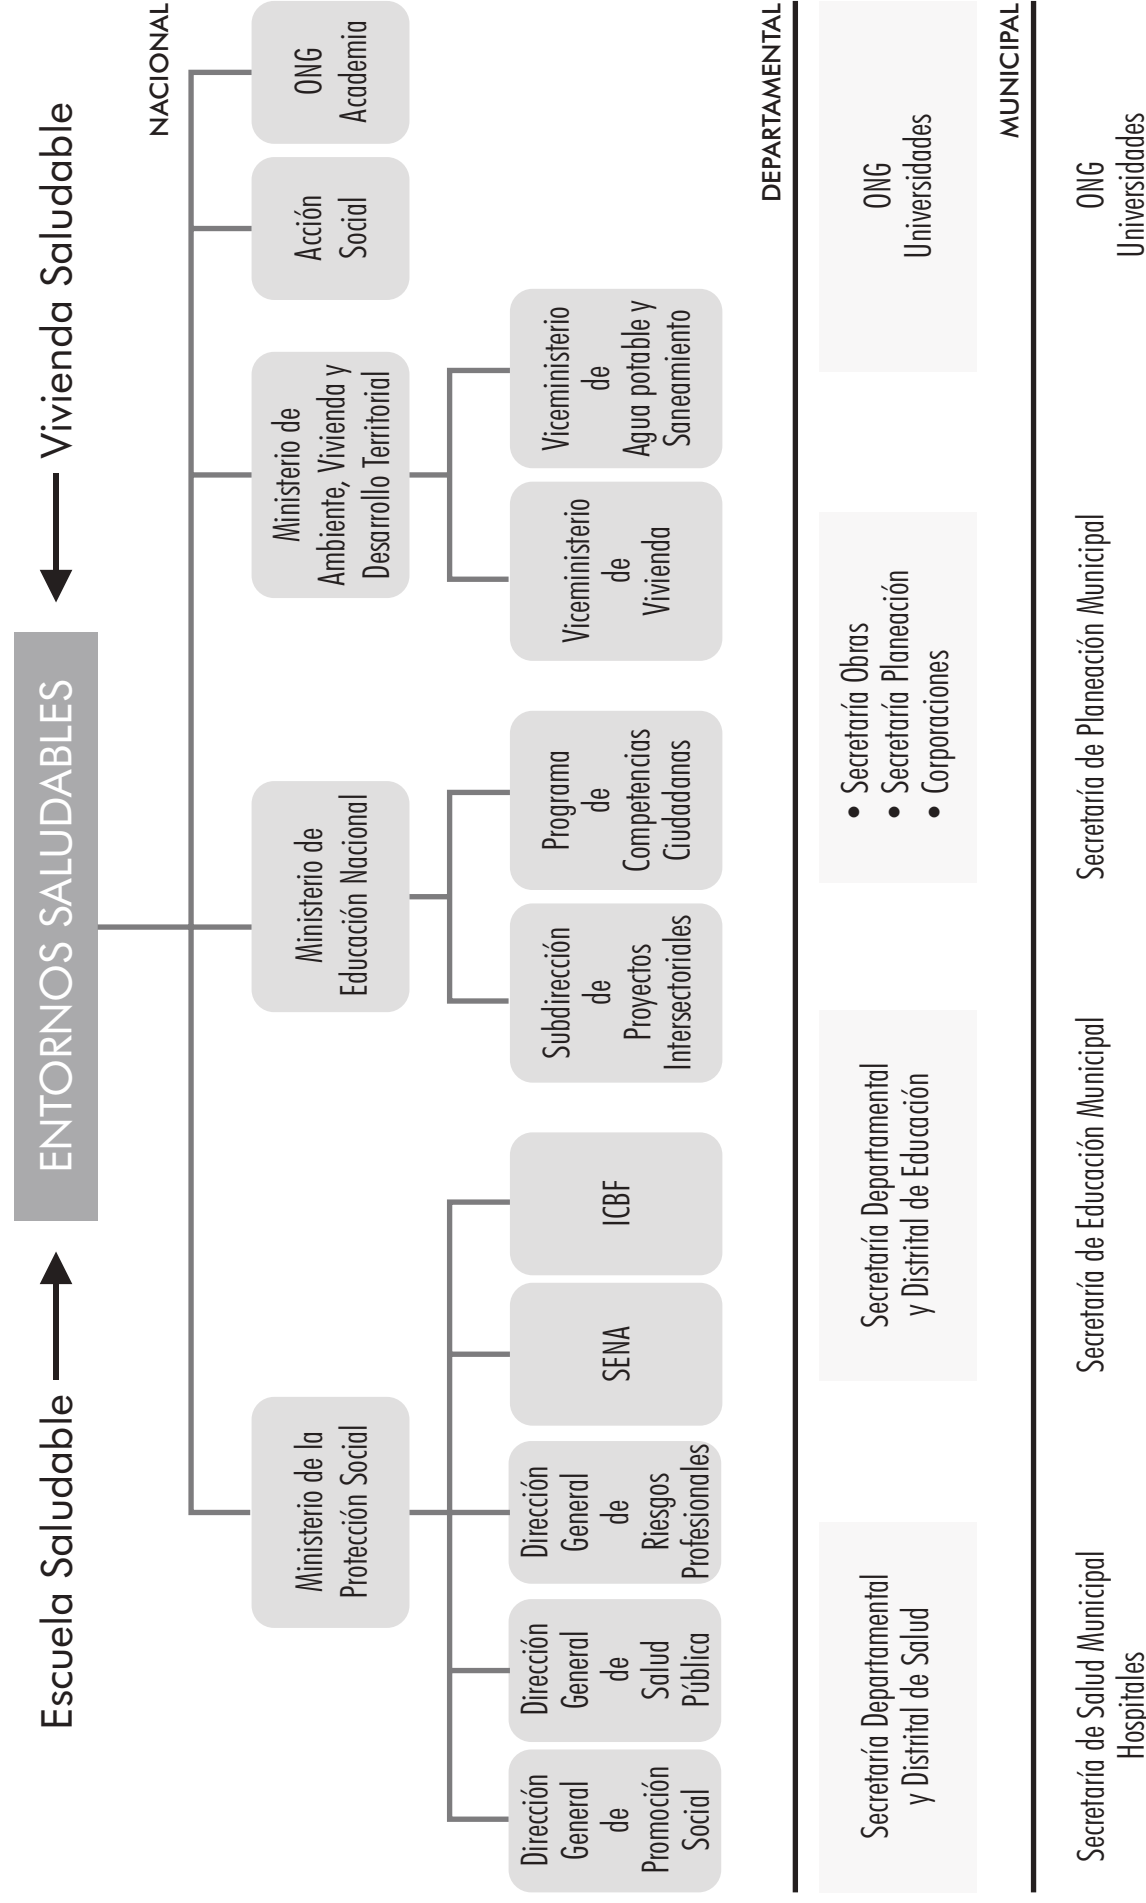 Escuela Saludable
ENTORNOS SALUDABLES
Vivienda Saludable
NACIONAL
Ministerio de la
Protección Social
Ministerio de
Educación Nacional
Ministerio de
Ambiente, Vivienda y
Desarrollo Territorial
Acción
Social
ONG
Academia
Dirección
General
de
Promoción
Social
Dirección
General
de
Salud
Pública
Dirección
General
de
Riesgos
Profesionales
SENA
ICBF
Subdirección
de
Proyectos
Intersectoriales
Programa
de
Competencias
Ciudadanas
Viceministerio
de
Vivienda
Viceministerio
de
Agua potable y
Saneamiento
DEPARTAMENTAL
Secretaría Departamental
y Distrital de Salud
Secretaría Departamental
y Distrital de Educación
• Secretaría Obras
• Secretaría Planeación
• Corporaciones
ONG
Universidades
MUNICIPAL
Secretaría de Salud Municipal
Hospitales
Secretaría de Educación Municipal
Secretaría de Planeación Municipal
ONG
Universidades